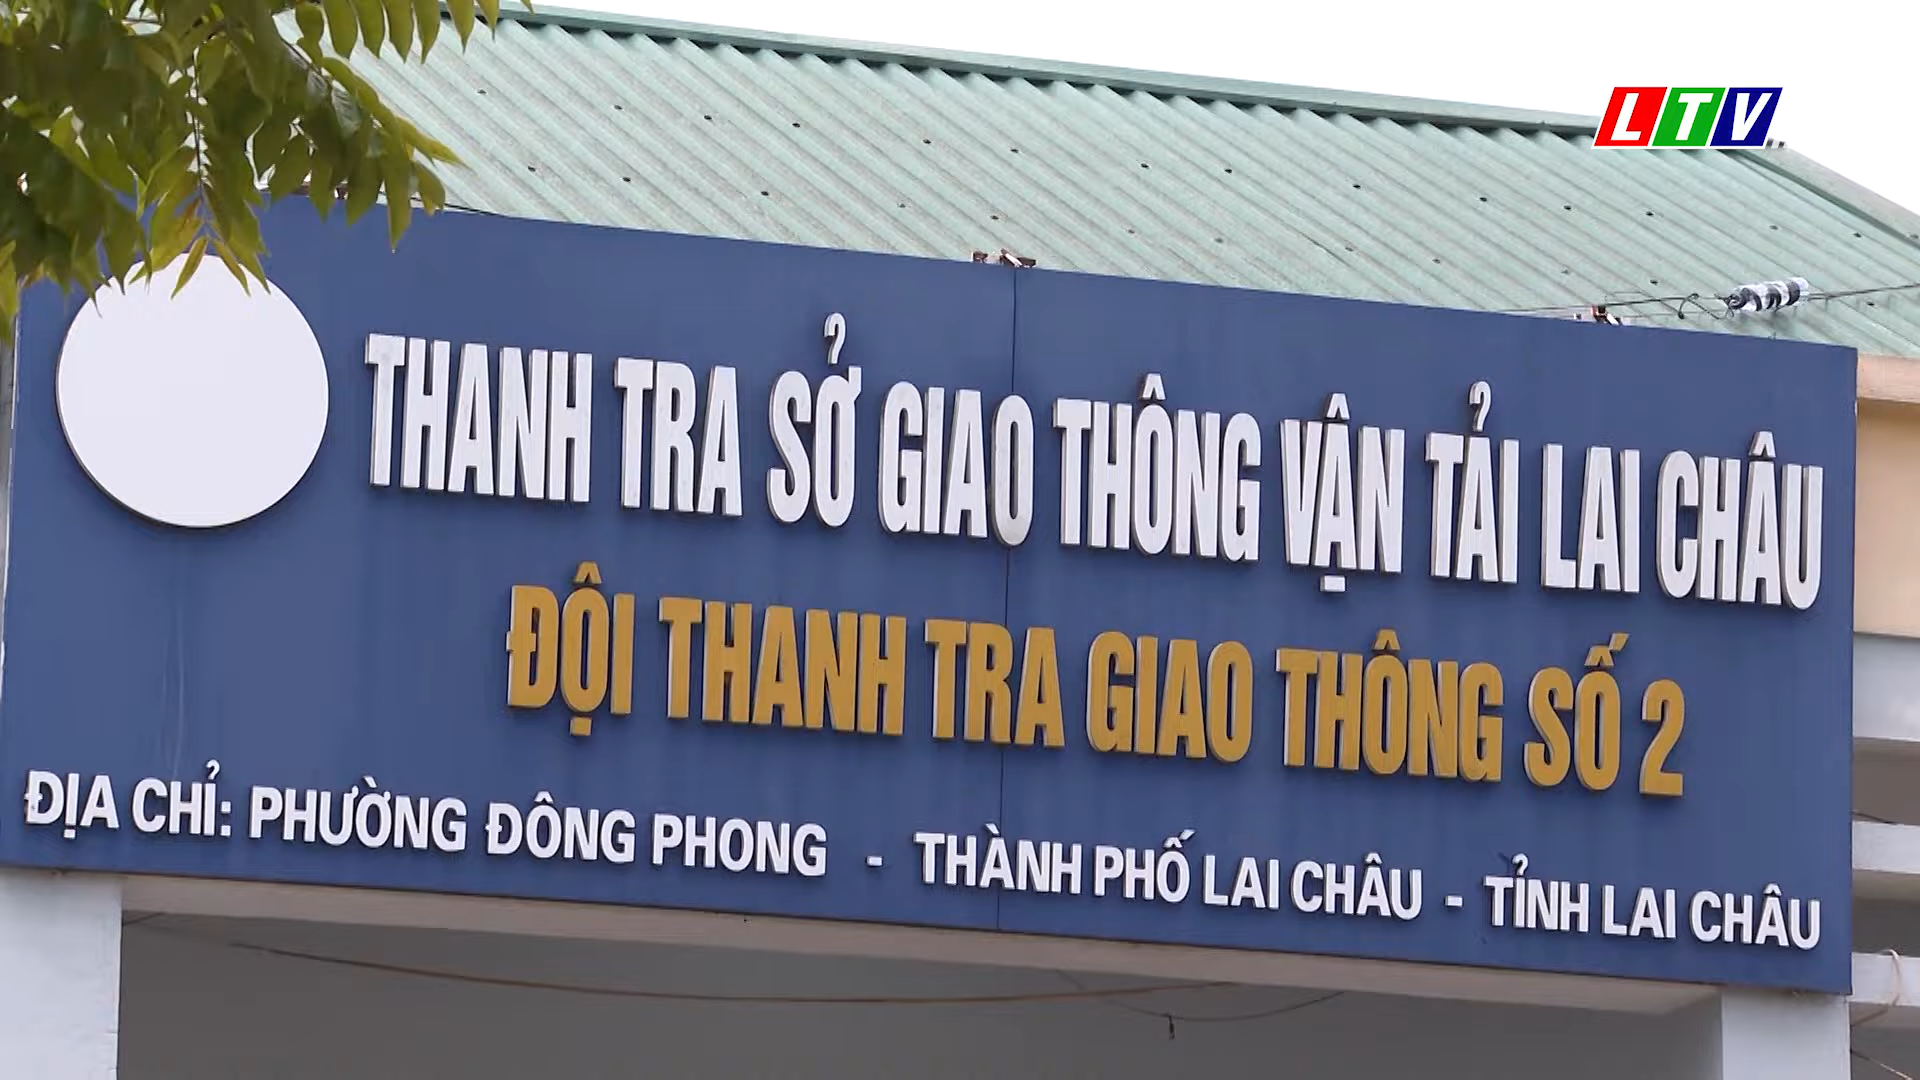 LTV
THANH TRA SỞ GIAO THÔNG VẬN TẢI LAI CHÂU
ĐỘI THANH TRA GIAO THÔNG SỐ 2
ĐỊA CHỈ: PHƯỜNG ĐÔNG PHONG - THÀNH PHỐ LAI CHÂU - TỈNH LAI CHÂU